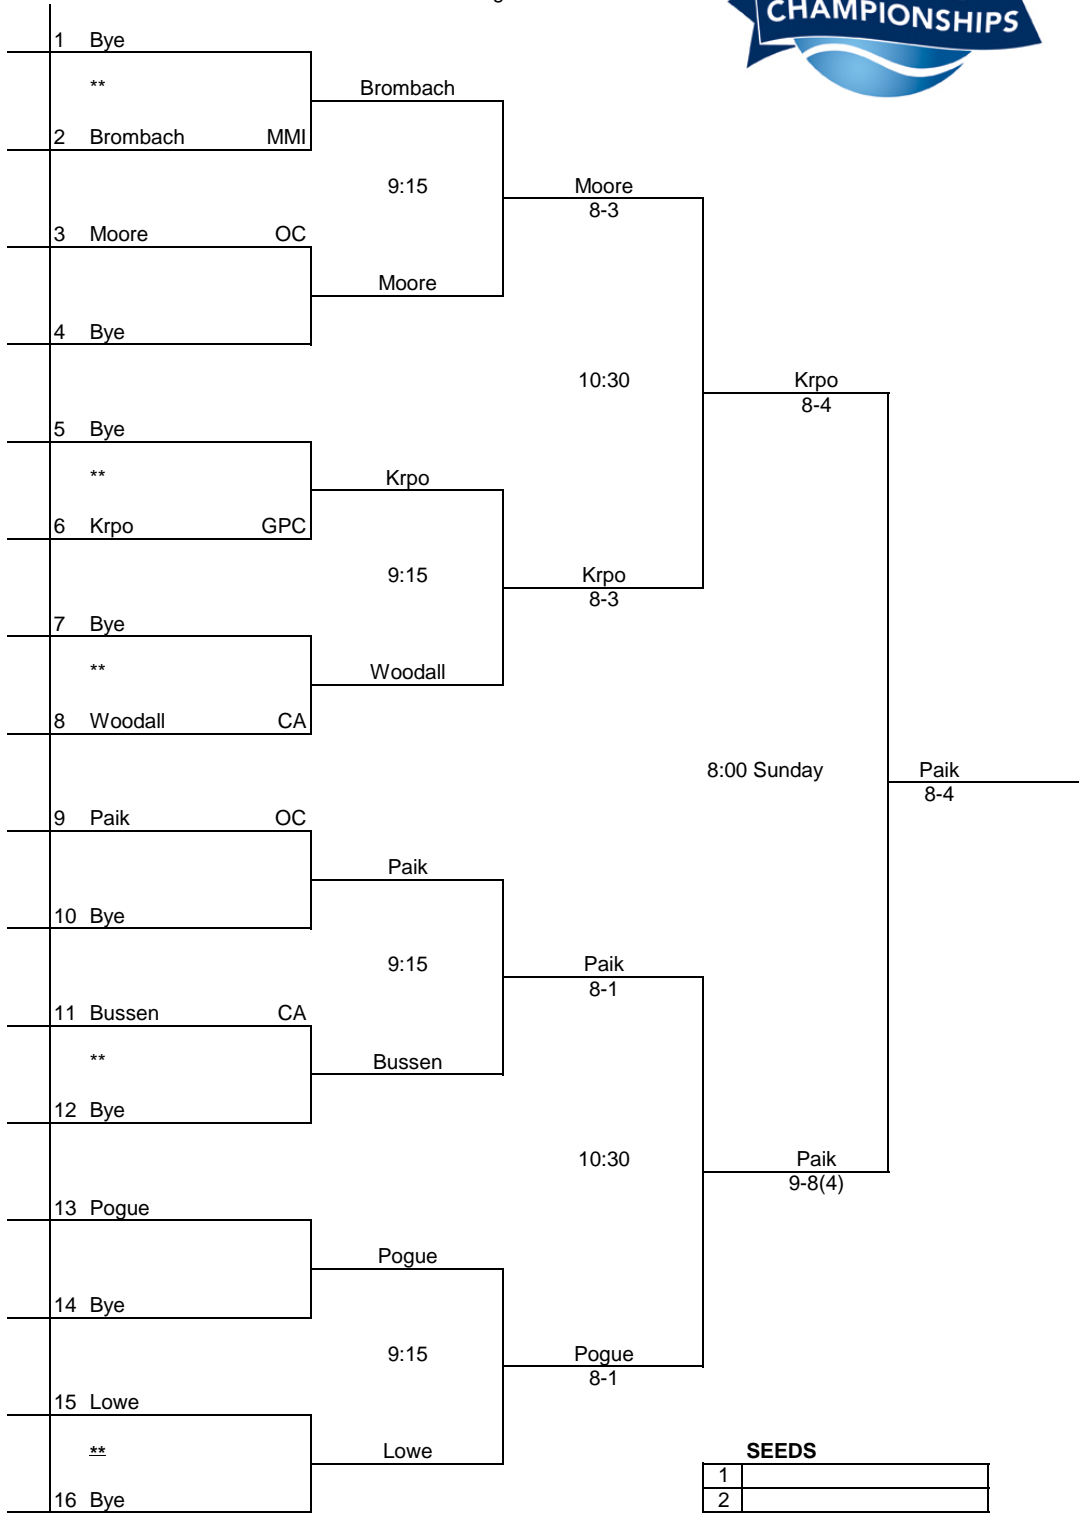 CHAMPIONSHIPS
1 Bye
**
Brombach
2 Brombach MMI
9:15
Moore
8-3
3 Moore OC
Moore
4 Bye
10:30
Krpo
8-4
5 Bye
**
Krpo
6 Krpo GPC
9:15
Krpo
8-3
7 Bye
**
Woodall
8 Woodall CA
8:00 Sunday
Paik
8-4
9 Paik OC
Paik
10 Bye
9:15
Paik
8-1
11 Bussen CA
**
Bussen
12 Bye
10:30
Paik
9-8(4)
13 Pogue
Pogue
14 Bye
9:15
Pogue
8-1
15 Lowe
**
Lowe
SEEDS
1
2
16 Bye